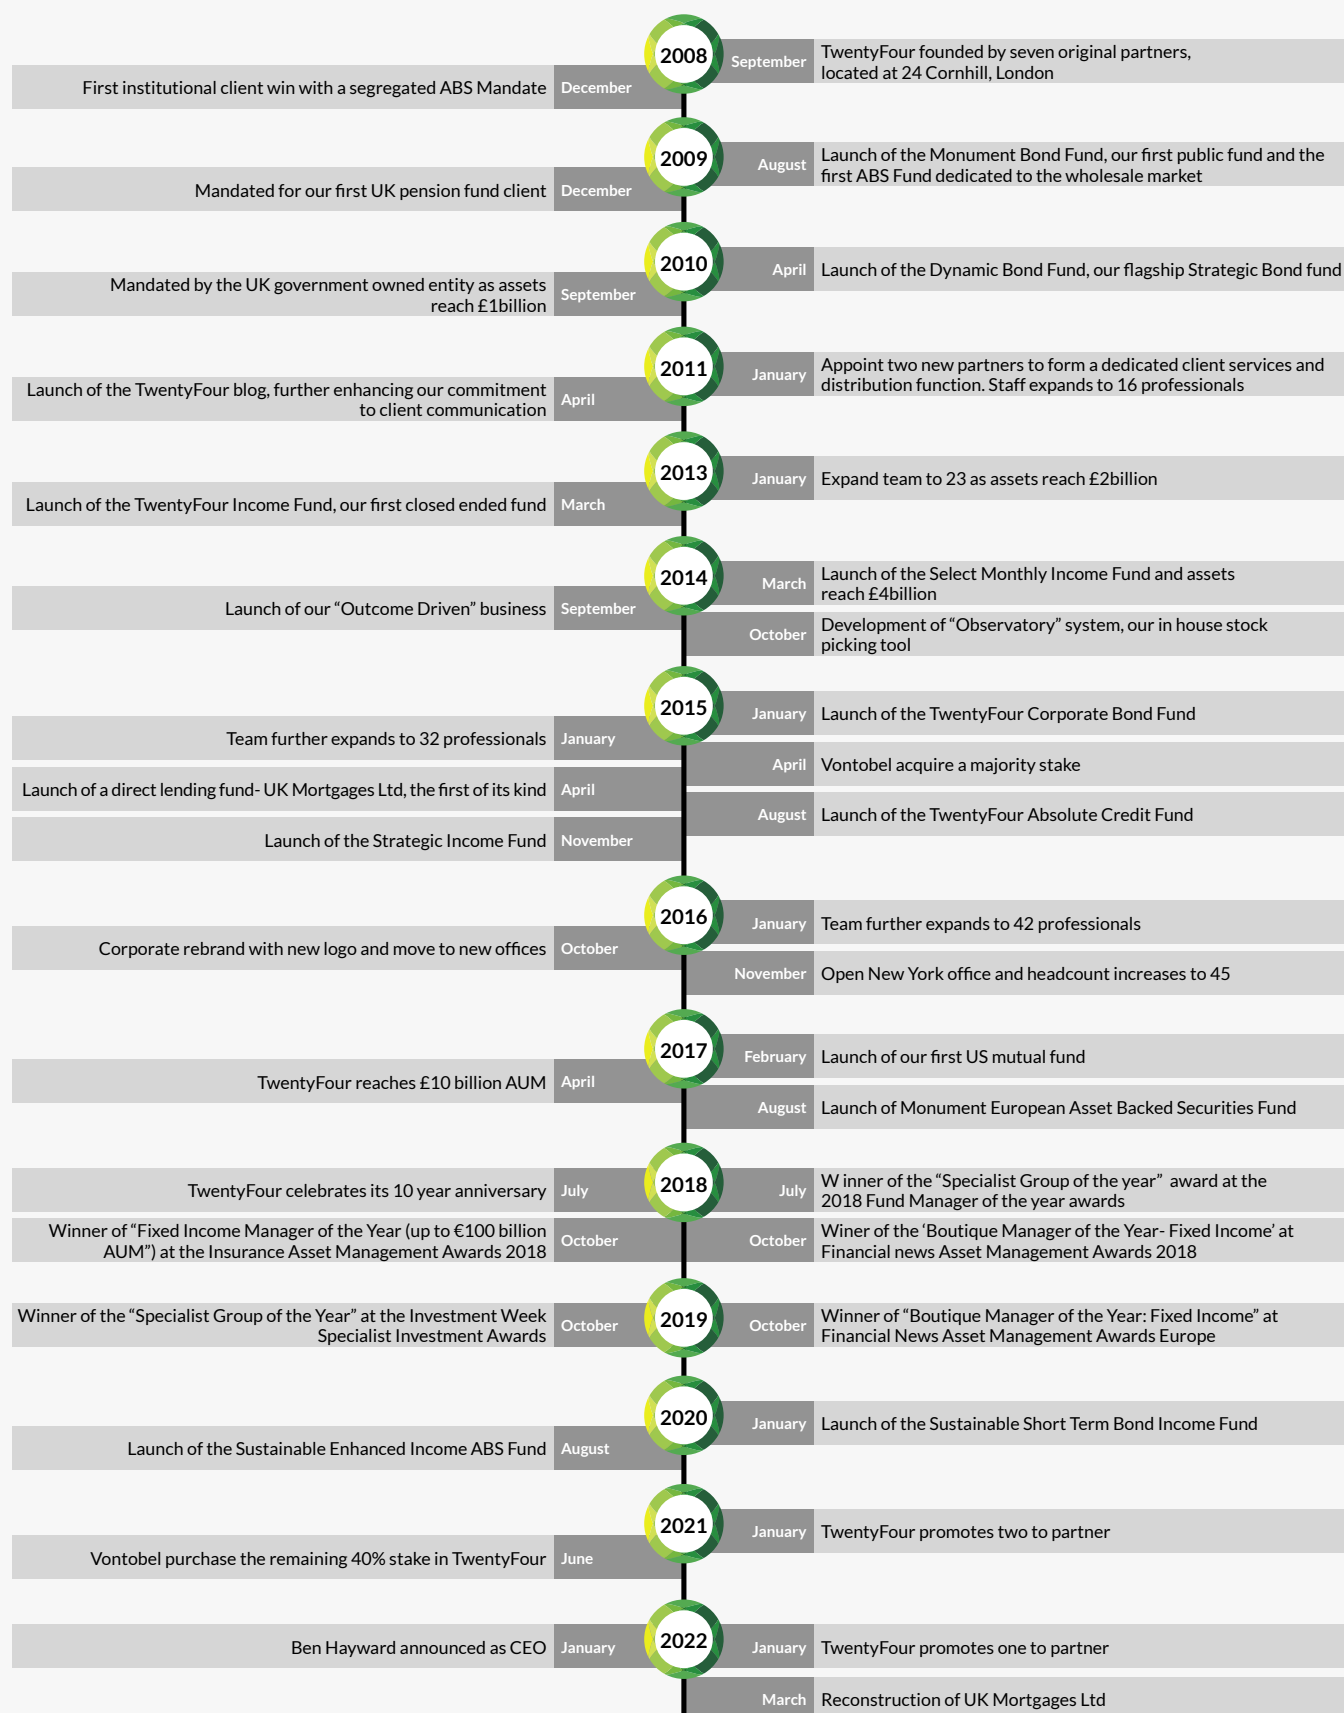 2008
September
TwentyFour founded by seven original partners,
located at 24 Cornhill, London
First institutional client win with a segregated ABS Mandate
December
2009
August
Launch of the Monument Bond Fund, our first public fund and the
first ABS Fund dedicated to the wholesale market
Mandated for our first UK pension fund client
December
2010
April
Launch of the Dynamic Bond Fund, our flagship Strategic Bond fund
Mandated by the UK government owned entity as assets
reach £1billion
September
2011
January
Appoint two new partners to form a dedicated client services and
distribution function. Staff expands to 16 professionals
Launch of the TwentyFour blog, further enhancing our commitment
to client communication
April
2013
January
Expand team to 23 as assets reach £2billion
Launch of the TwentyFour Income Fund, our first closed ended fund
March
2014
March
Launch of the Select Monthly Income Fund and assets
reach £4billion
Launch of our “Outcome Driven” business
September
October
Development of “Observatory” system, our in house stock
picking tool
2015
January
Launch of the TwentyFour Corporate Bond Fund
Team further expands to 32 professionals
January
April
Vontobel acquire a majority stake
Launch of a direct lending fund- UK Mortgages Ltd, the first of its kind
April
August
Launch of the TwentyFour Absolute Credit Fund
Launch of the Strategic Income Fund
November
2016
January
Team further expands to 42 professionals
Corporate rebrand with new logo and move to new offices
October
November
Open New York office and headcount increases to 45
2017
February
Launch of our first US mutual fund
TwentyFour reaches £10 billion AUM
April
August
Launch of Monument European Asset Backed Securities Fund
2018
TwentyFour celebrates its 10 year anniversary
July
July
W inner of the “Specialist Group of the year”  award at the
2018 Fund Manager of the year awards
Winner of “Fixed Income Manager of the Year (up to €100 billion
AUM”) at the Insurance Asset Management Awards 2018
October
October
Winer of the ‘Boutique Manager of the Year- Fixed Income’ at
Financial news Asset Management Awards 2018
Winner of the “Specialist Group of the Year” at the Investment Week
Specialist Investment Awards
October
2019
October
Winner of “Boutique Manager of the Year: Fixed Income” at
Financial News Asset Management Awards Europe
2020
January
Launch of the Sustainable Short Term Bond Income Fund
Launch of the Sustainable Enhanced Income ABS Fund
August
2021
January
TwentyFour promotes two to partner
Vontobel purchase the remaining 40% stake in TwentyFour
June
2022
Ben Hayward announced as CEO
January
January
TwentyFour promotes one to partner
March
Reconstruction of UK Mortgages Ltd